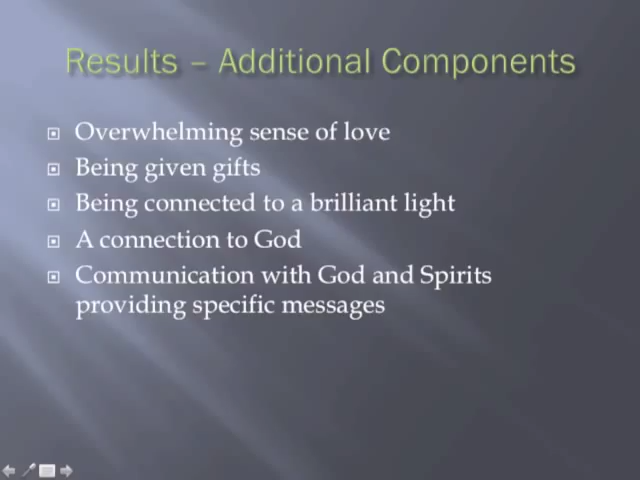 Results – Additional Components
Overwhelming sense of love
Being given gifts
Being connected to a brilliant light
A connection to God
Communication with God and Spirits
providing specific messages